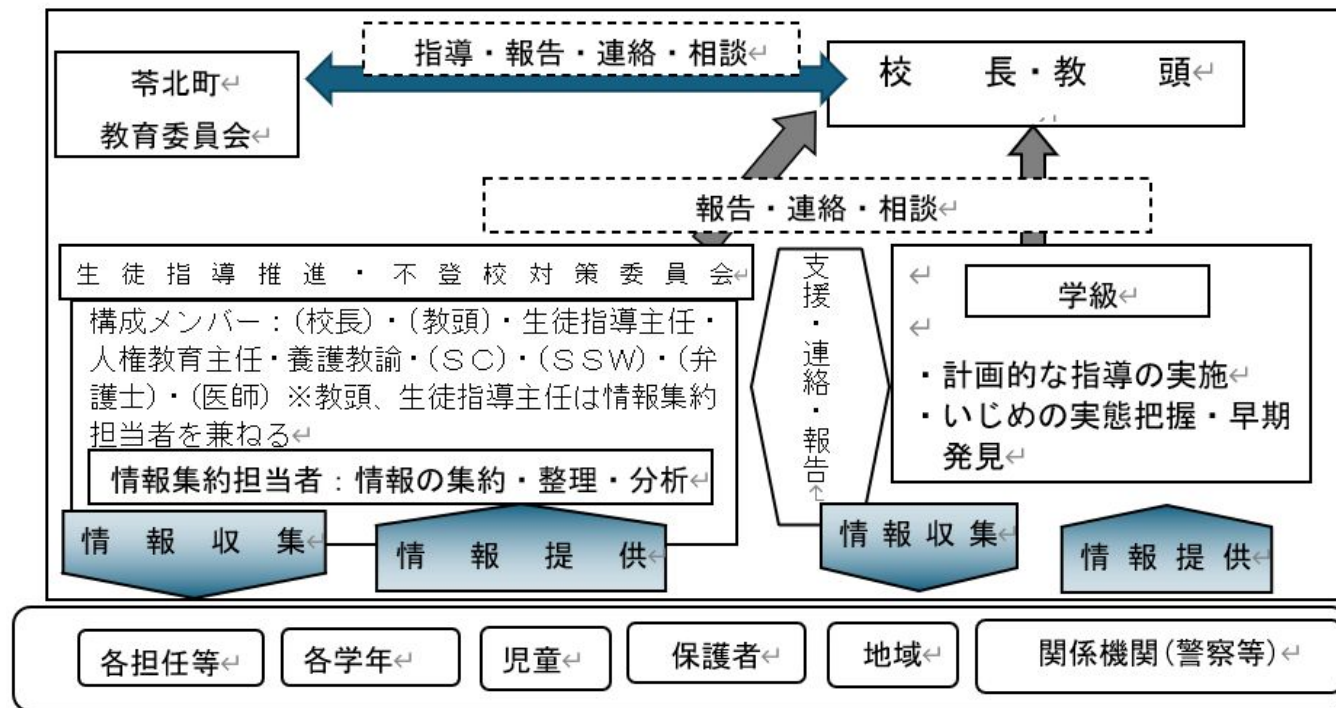 指導・報告・連絡・相談↵
苓北町↵
教育委員会↵
校　長・教　頭↵
↵
報告・連絡・相談↵
生徒指導推進・不登校対策委員会↵
構成メンバー：(校長)・(教頭)・生徒指導主任・
人権教育主任・養護教諭・(ＳＣ)・(ＳＳＷ)・(弁
護士)・(医師) ※教頭、生徒指導主任は情報集約
担当者を兼ねる↵
情報集約担当者：情報の集約・整理・分析↵
支援・連絡・報告↵
↵
学級↵
↵
・計画的な指導の実施↵
・いじめの実態把握・早期
発見↵
情報収集↵
情報提供↵
情報収集↵
情報提供↵
各担任等↵
各学年↵
児童↵
保護者↵
地域↵
関係機関(警察等)↵